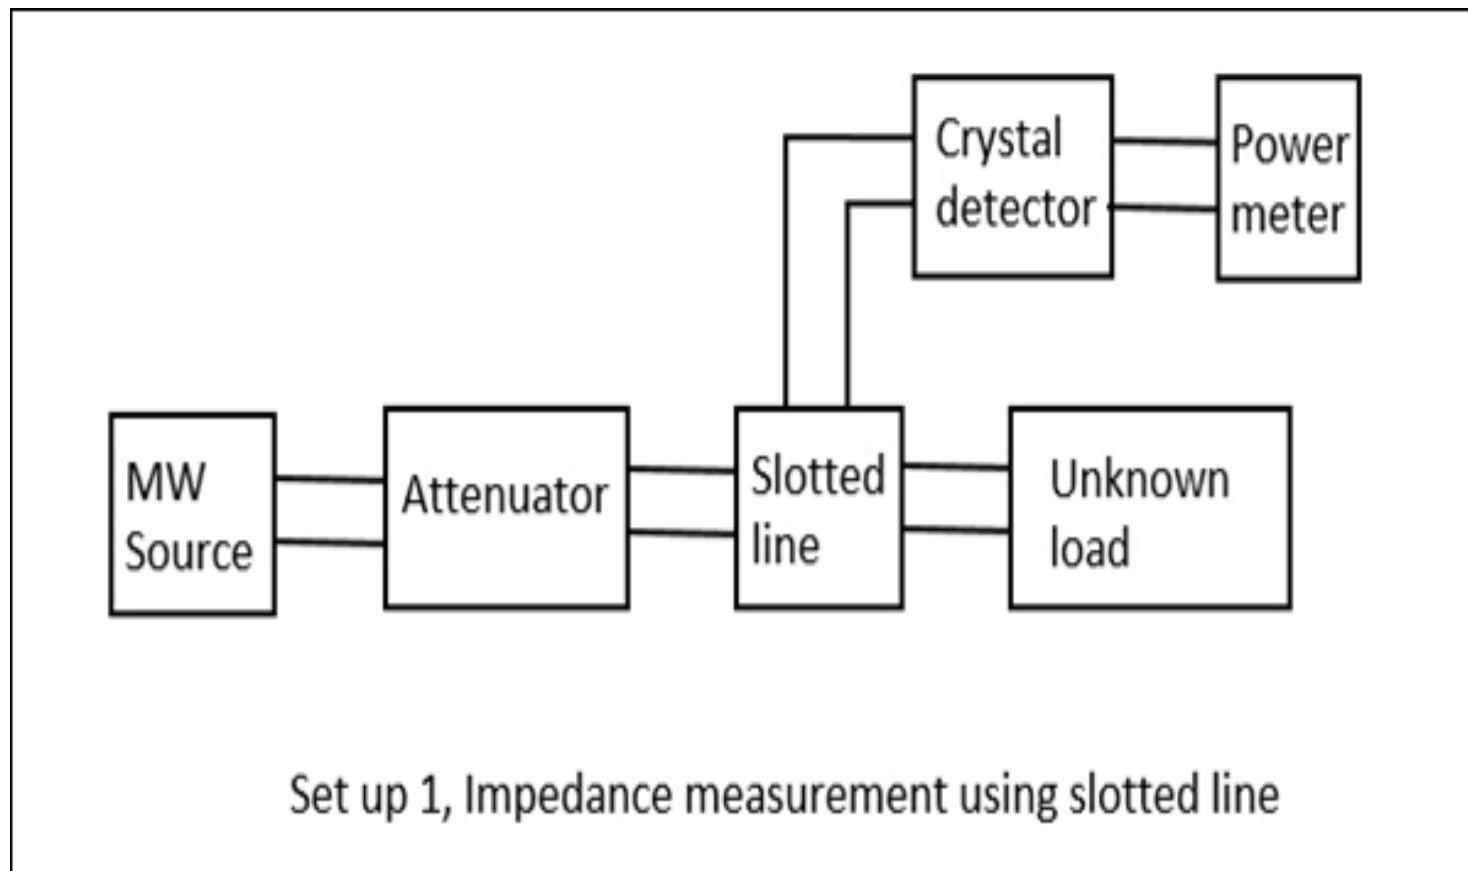 Crystal
detector
Power
meter
MW
Source
Attenuator
Slotted
line
Unknown
load
Set up 1, Impedance measurement using slotted line